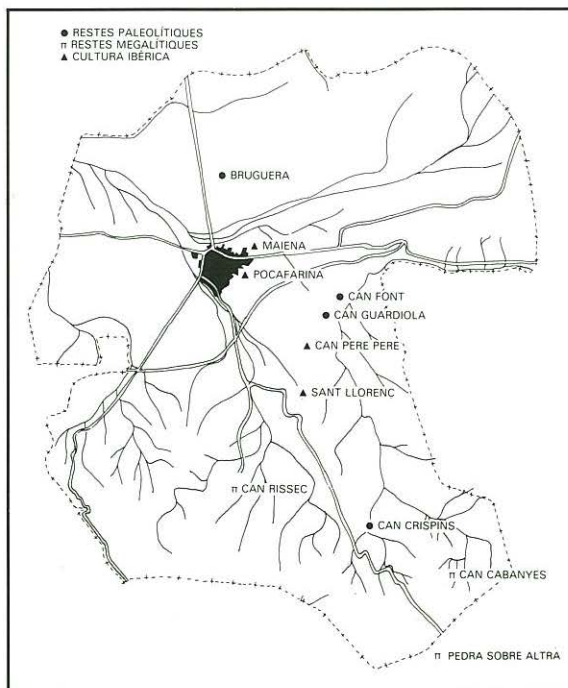 ● RESTES PALEOLÍTIQUES
π RESTES MEGALÍTIQUES
▲ CULTURA IBÈRICA
● BRUGUERA
▲ MAIENA
▲ POCAFARINA
● CAN FONT
● CAN GUARDIOLA
▲ CAN PERE PERE
▲ SANT LLORENC
π CAN RISSEC
● CAN CRISPINS
π CAN CABANYES
π PEDRA SOBRE ALTRA